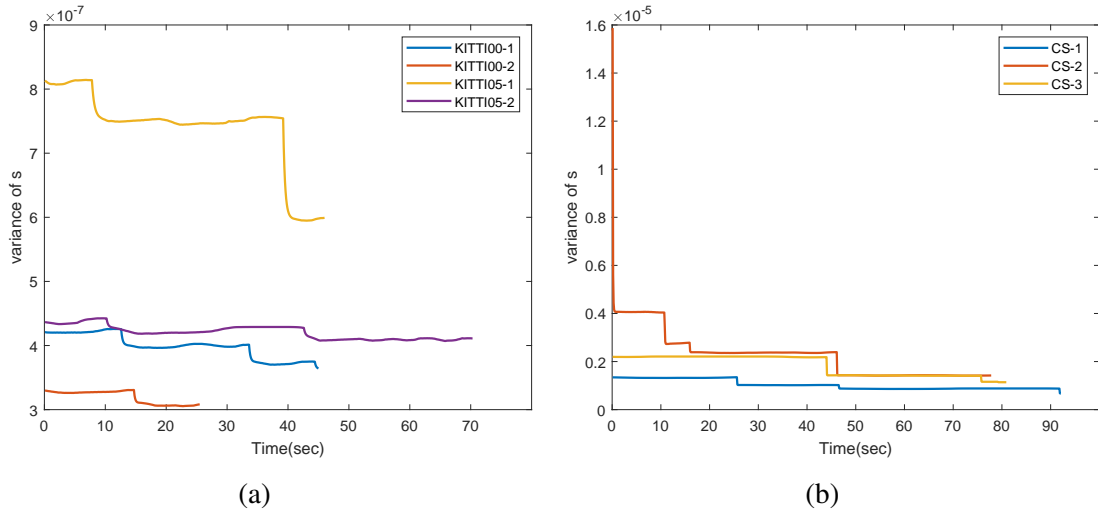 ×10⁻⁷
9
8
7
6
5
4
3
variance of s
0 10 20 30 40 50 60 70
Time(sec)
KITTI00-1
KITTI00-2
KITTI05-1
KITTI05-2
(a)
×10⁻⁵
1.6
1.4
1.2
1
0.8
0.6
0.4
0.2
0
variance of s
0 10 20 30 40 50 60 70 80 90
Time(sec)
CS-1
CS-2
CS-3
(b)